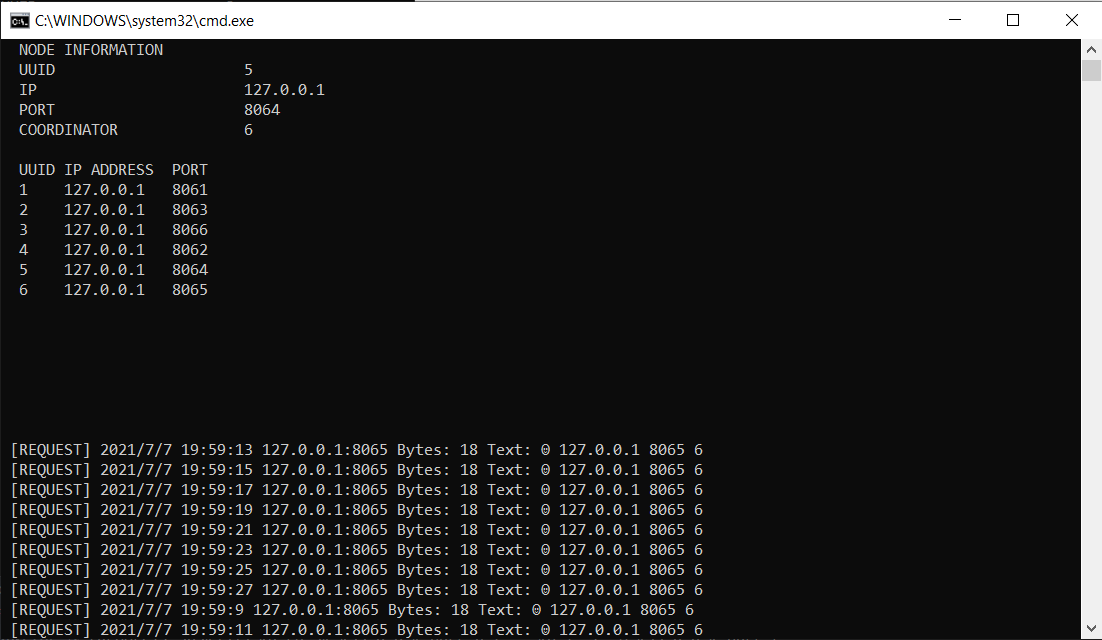 C:\WINDOWS\system32\cmd.exe
NODE INFORMATION
UUID 5
IP 127.0.0.1
PORT 8064
COORDINATOR 6
UUID IP ADDRESS PORT
1 127.0.0.1 8061
2 127.0.0.1 8063
3 127.0.0.1 8066
4 127.0.0.1 8062
5 127.0.0.1 8064
6 127.0.0.1 8065
[REQUEST] 2021/7/7 19:59:13 127.0.0.1:8065 Bytes: 18 Text: 0 127.0.0.1 8065 6
[REQUEST] 2021/7/7 19:59:15 127.0.0.1:8065 Bytes: 18 Text: 0 127.0.0.1 8065 6
[REQUEST] 2021/7/7 19:59:17 127.0.0.1:8065 Bytes: 18 Text: 0 127.0.0.1 8065 6
[REQUEST] 2021/7/7 19:59:19 127.0.0.1:8065 Bytes: 18 Text: 0 127.0.0.1 8065 6
[REQUEST] 2021/7/7 19:59:21 127.0.0.1:8065 Bytes: 18 Text: 0 127.0.0.1 8065 6
[REQUEST] 2021/7/7 19:59:23 127.0.0.1:8065 Bytes: 18 Text: 0 127.0.0.1 8065 6
[REQUEST] 2021/7/7 19:59:25 127.0.0.1:8065 Bytes: 18 Text: 0 127.0.0.1 8065 6
[REQUEST] 2021/7/7 19:59:27 127.0.0.1:8065 Bytes: 18 Text: 0 127.0.0.1 8065 6
[REQUEST] 2021/7/7 19:59:9 127.0.0.1:8065 Bytes: 18 Text: 0 127.0.0.1 8065 6
[REQUEST] 2021/7/7 19:59:11 127.0.0.1:8065 Bytes: 18 Text: 0 127.0.0.1 8065 6